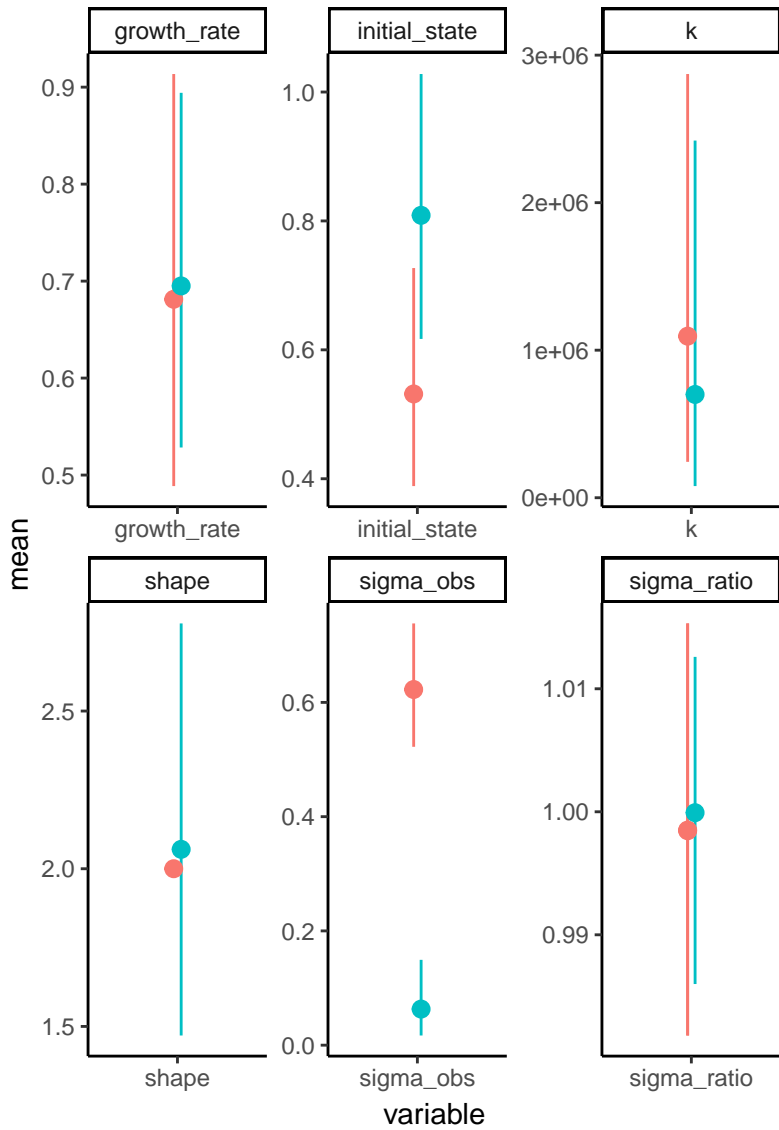 growth_rate
initial_state
k
0.9
0.8
0.7
0.6
0.5
1.0
0.8
0.6
0.4
3e+06
2e+06
1e+06
0e+00
growth_rate
initial_state
k
mean
shape
sigma_obs
sigma_ratio
2.5
2.0
1.5
0.6
0.4
0.2
0.0
1.01
1.00
0.99
shape
sigma_obs
sigma_ratio
variable